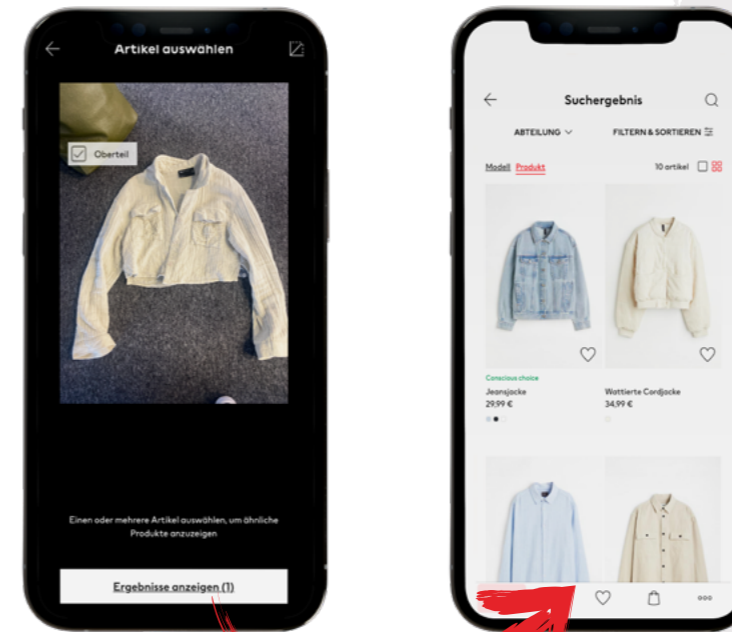 Artikel auswählen
Oberteil
Einen oder mehrere Artikel auswählen, um ähnliche
Produkte anzuzeigen
Ergebnisse anzeigen (1)
Suchergebnis
ABTEILUNG
FILTERN & SORTIEREN
Modell Produkt
10 artikel
Conscious choice
Jeansjacke
29,99 €
Wattierte Cordjacke
34,99 €